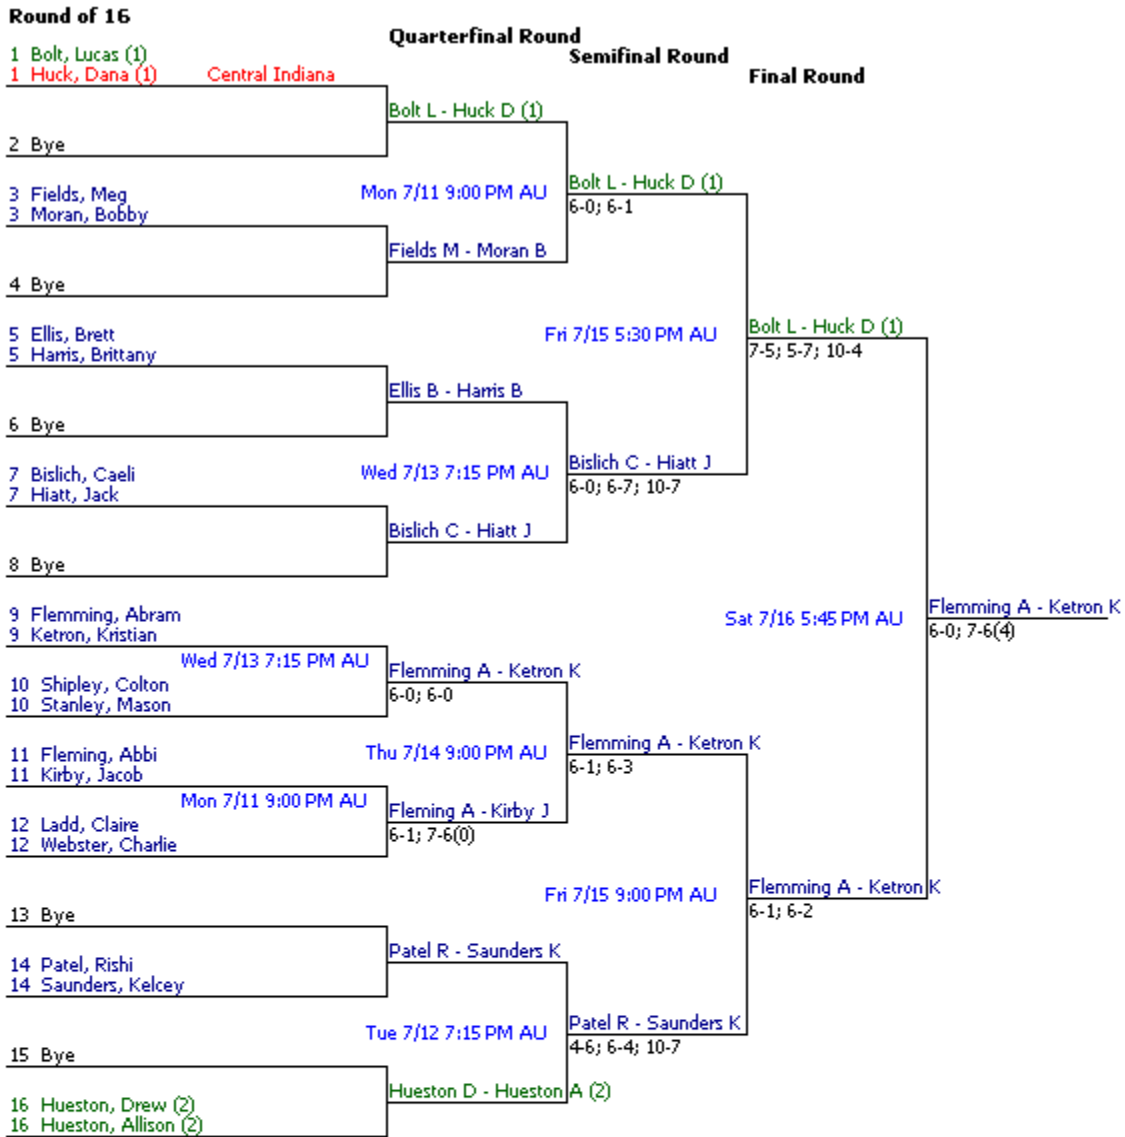 Round of 16
Quarterfinal Round
Semifinal Round
Final Round
1 Bolt, Lucas (1)
1 Huck, Dana (1) Central Indiana
Bolt L - Huck D (1)
2 Bye
Bolt L - Huck D (1)
3 Fields, Meg
Mon 7/11 9:00 PM AU
6-0; 6-1
3 Moran, Bobby
Fields M - Moran B
4 Bye
Bolt L - Huck D (1)
5 Ellis, Brett
Fri 7/15 5:30 PM AU
7-5; 5-7; 10-4
5 Harris, Brittany
Ellis B - Harris B
6 Bye
Bislich C - Hiatt J
7 Bislich, Caeli
Wed 7/13 7:15 PM AU
6-0; 6-7; 10-7
7 Hiatt, Jack
Bislich C - Hiatt J
8 Bye
Flemming A - Ketron K
9 Flemming, Abram
Sat 7/16 5:45 PM AU
6-0; 7-6(4)
9 Ketron, Kristian
Wed 7/13 7:15 PM AU
Flemming A - Ketron K
10 Shipley, Colton
6-0; 6-0
10 Stanley, Mason
Flemming A - Ketron K
11 Fleming, Abbi
Thu 7/14 9:00 PM AU
6-1; 6-3
11 Kirby, Jacob
Mon 7/11 9:00 PM AU
Fleming A - Kirby J
12 Ladd, Claire
6-1; 7-6(0)
12 Webster, Charlie
Flemming A - Ketron K
Fri 7/15 9:00 PM AU
6-1; 6-2
13 Bye
Patel R - Saunders K
14 Patel, Rishi
14 Saunders, Kelcey
Patel R - Saunders K
Tue 7/12 7:15 PM AU
4-6; 6-4; 10-7
15 Bye
Hueston D - Hueston A (2)
16 Hueston, Drew (2)
16 Hueston, Allison (2)